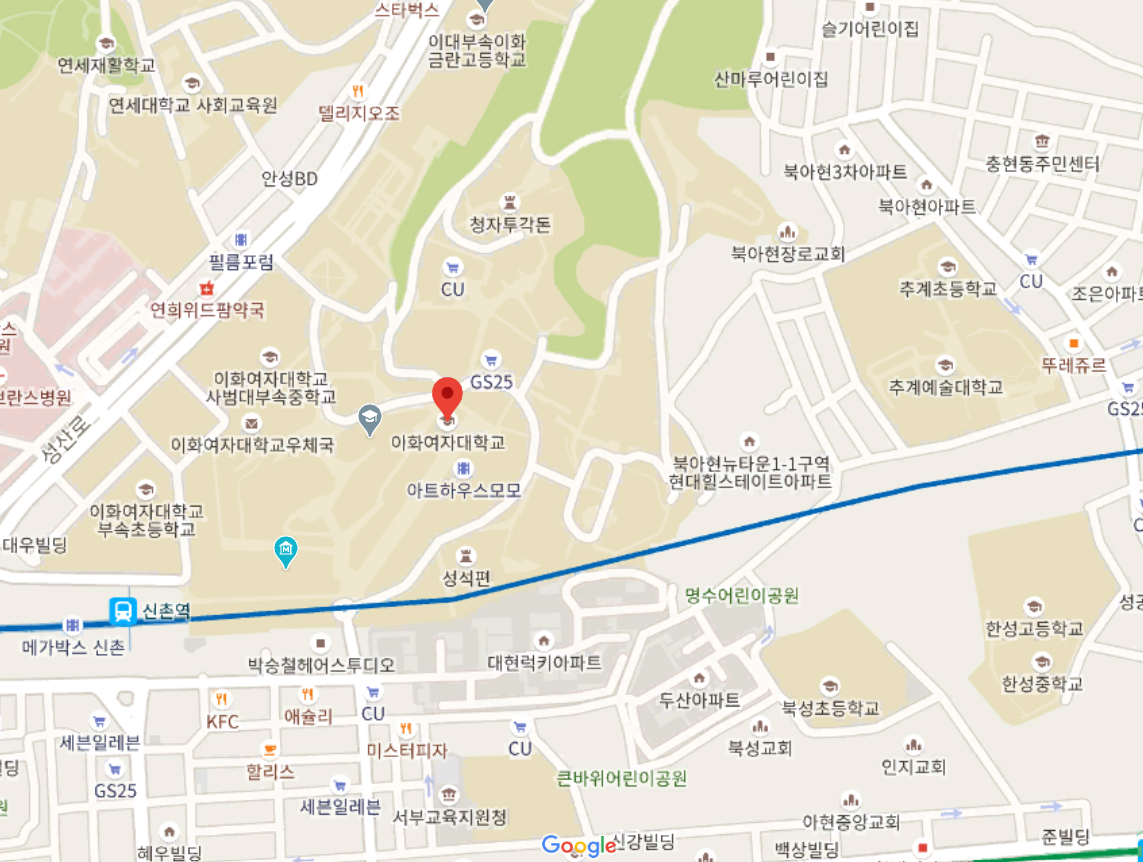 스타벅스
이대부속이화
금란고등학교
슬기어린이집
연세재활학교
산마루어린이집
연세대학교 사회교육원
델리지오조
충현동주민센터
안성BD
북아현3차아파트
북아현아파트
청자투각돈
북아현장로교회
필름포럼
CU
추계초등학교
CU
조은아파트
연희위드팜약국
이화여자대학교
사범대부속중학교
GS25
뚜레쥬르
추계예술대학교
브란스병원
GS25
성산로
이화여자대학교우체국
이화여자대학교
북아현뉴타운1-1구역
현대힐스테이트아파트
아트하우스모모
이화여자대학교
부속초등학교
대우빌딩
성석편
명수어린이공원
신촌역
한성고등학교
메가박스 신촌
박승철헤어스투디오
대현럭키아파트
한성중학교
두산아파트
북성초등학교
KFC
애슐리
CU
세븐일레븐
미스터피자
CU
북성교회
인지교회
할리스
큰바위어린이공원
GS25
세븐일레븐
서부교육지원청
아현중앙교회
Google
신강빌딩
백상빌딩
준빌딩
혜우빌딩